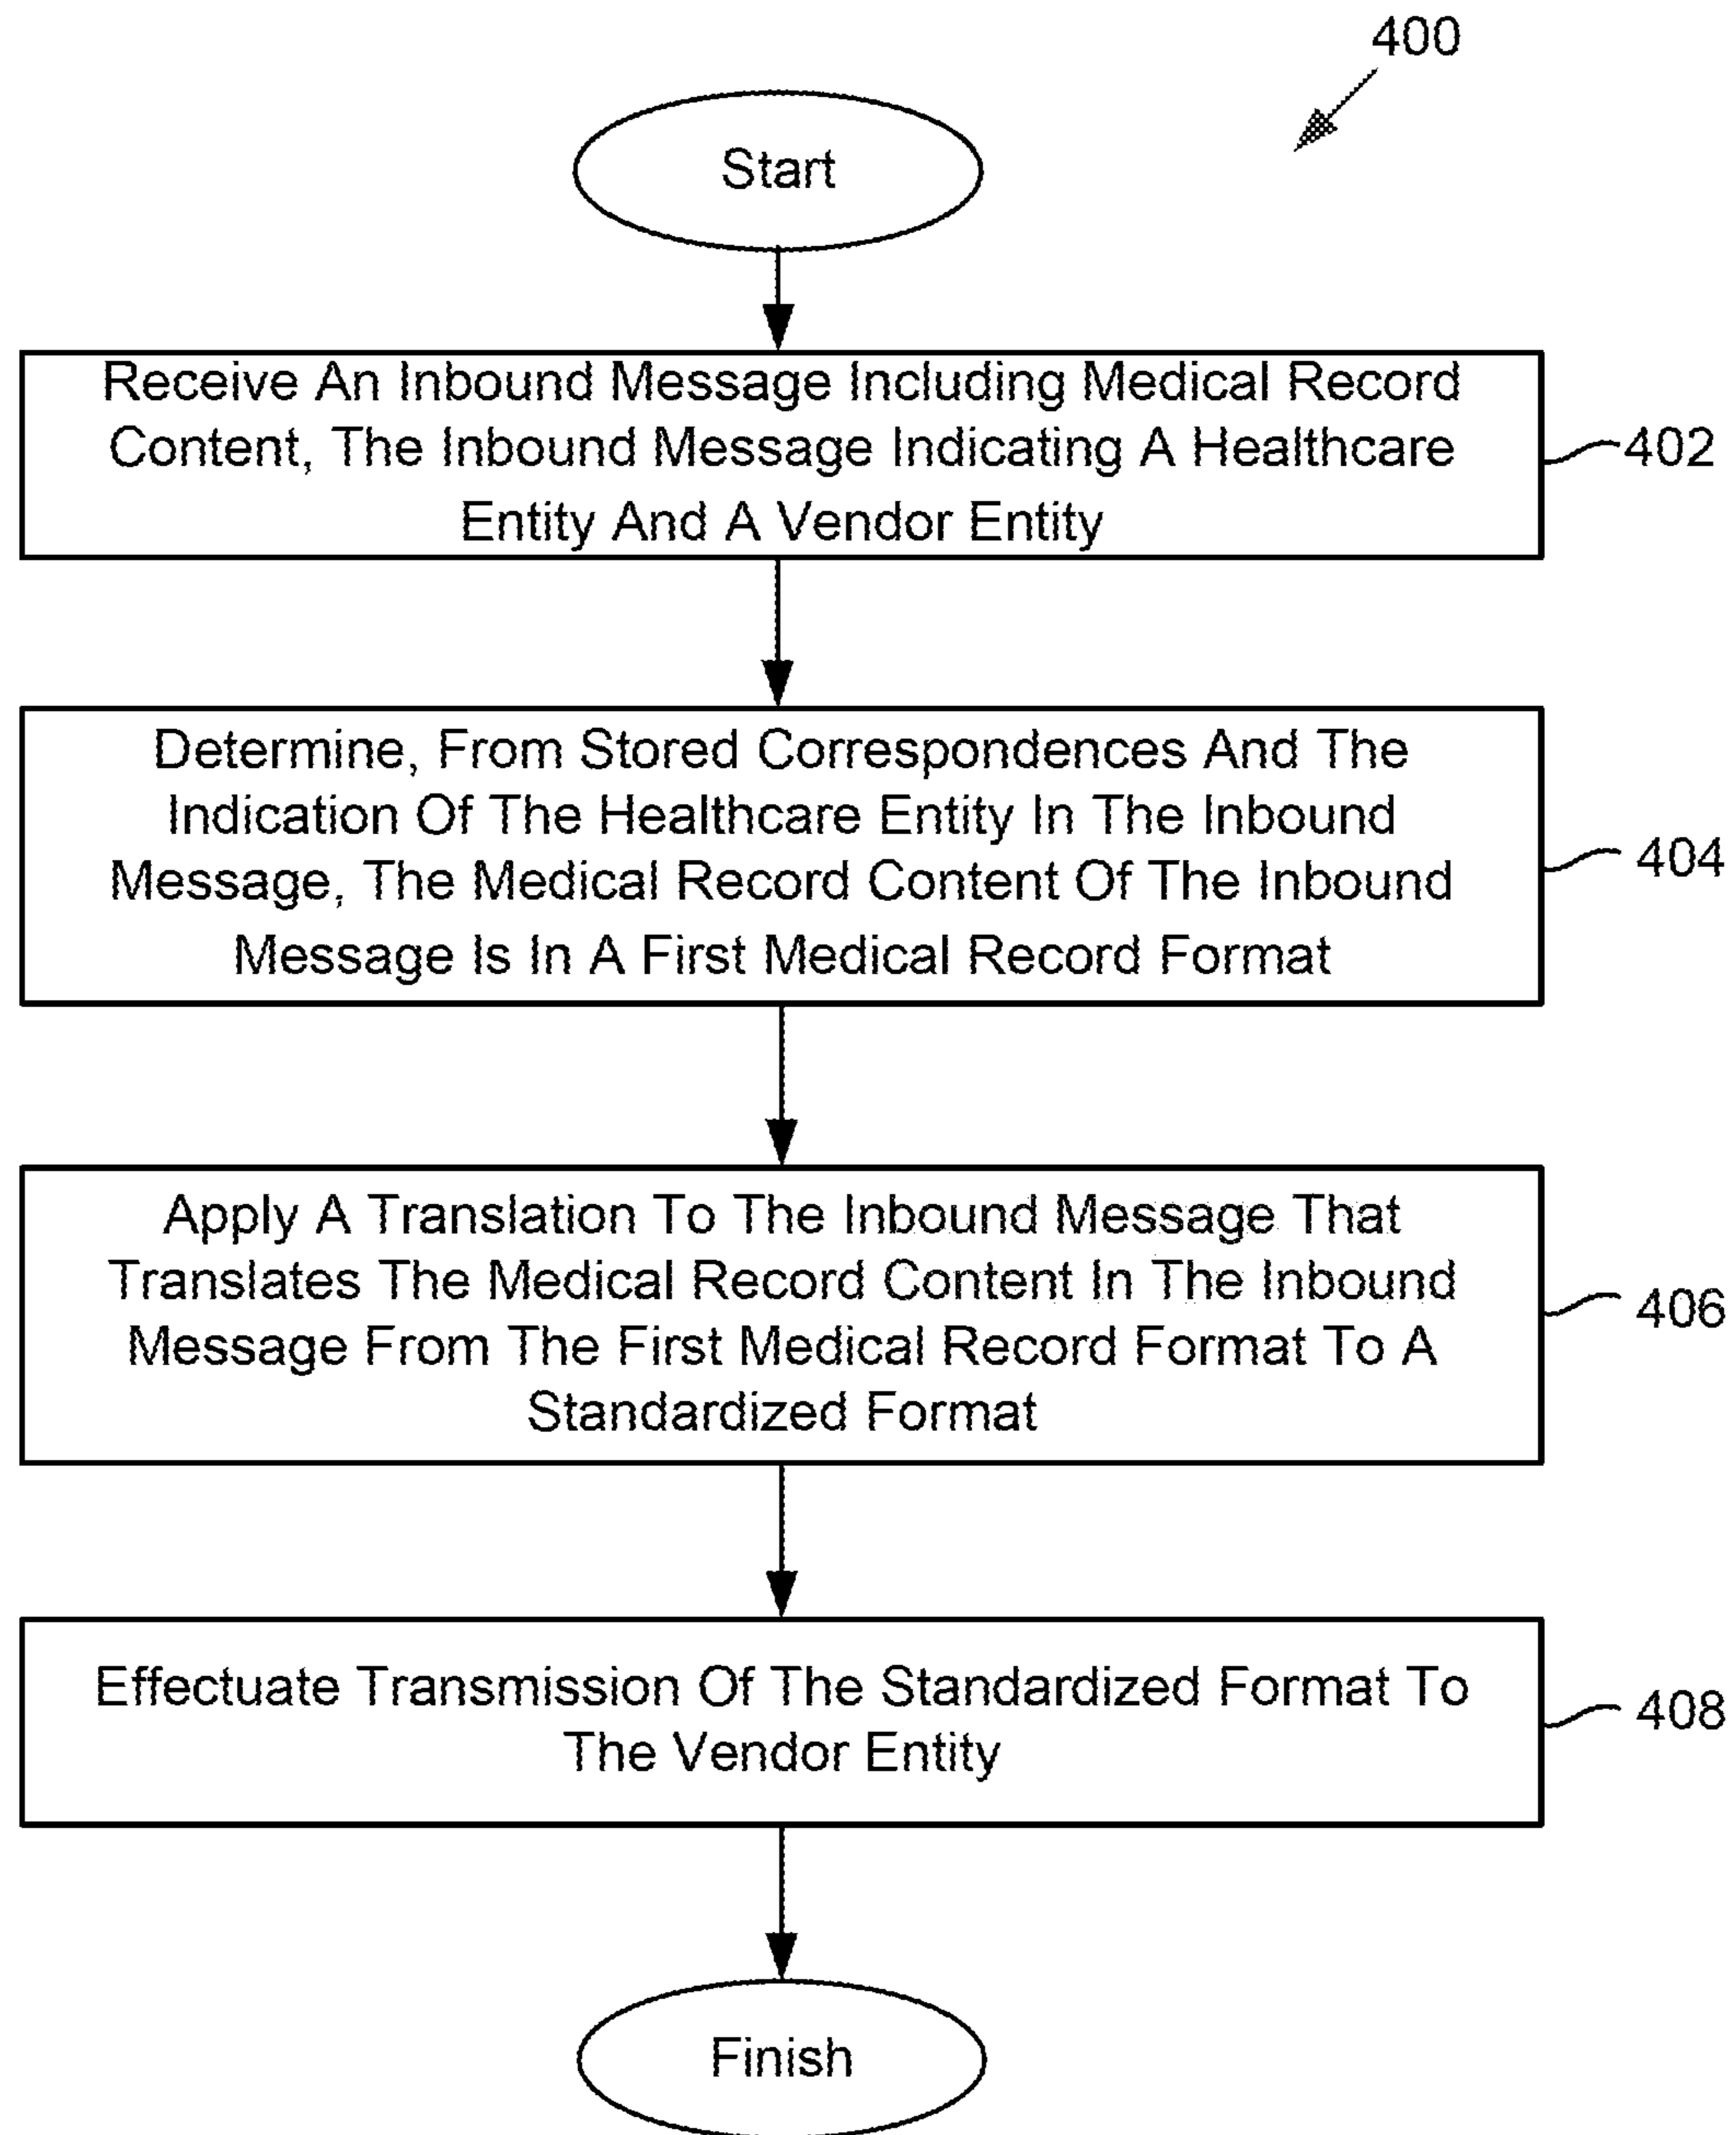 400
Start
Receive An Inbound Message Including Medical Record
Content, The Inbound Message Indicating A Healthcare
Entity And A Vendor Entity
402
Determine, From Stored Correspondences And The
Indication Of The Healthcare Entity In The Inbound
Message, The Medical Record Content Of The Inbound
Message Is In A First Medical Record Format
404
Apply A Translation To The Inbound Message That
Translates The Medical Record Content In The Inbound
Message From The First Medical Record Format To A
Standardized Format
406
Effectuate Transmission Of The Standardized Format To
The Vendor Entity
408
Finish